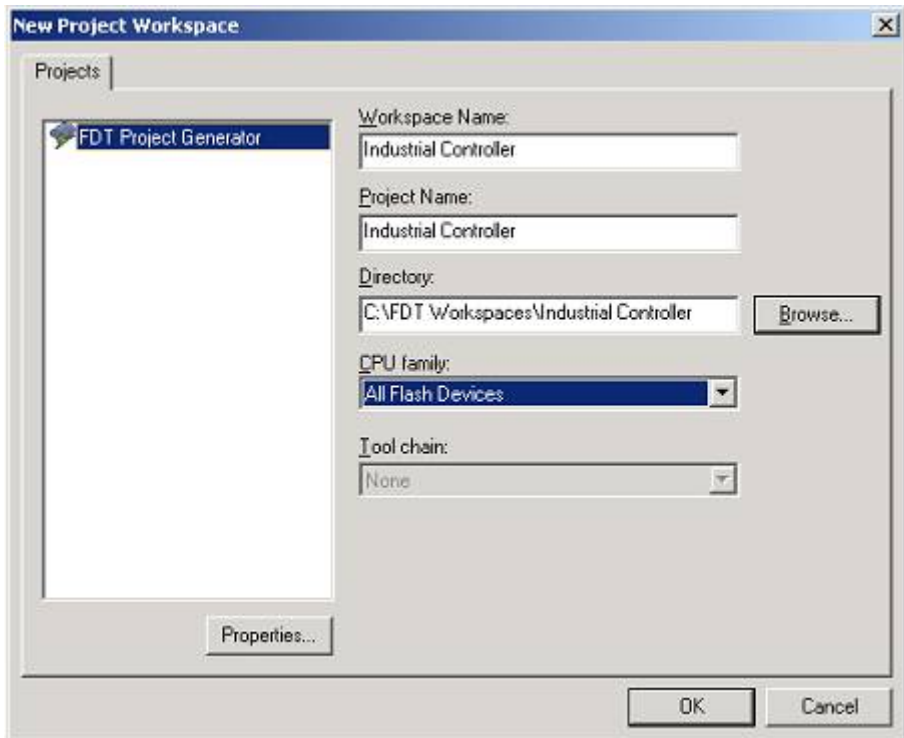 New Project Workspace
Projects
FDT Project Generator
Workspace Name:
Industrial Controller
Project Name:
Industrial Controller
Directory:
C:\FDT Workspaces\Industrial Controller
Browse...
CPU family:
All Flash Devices
Tool chain:
None
Properties...
OK
Cancel